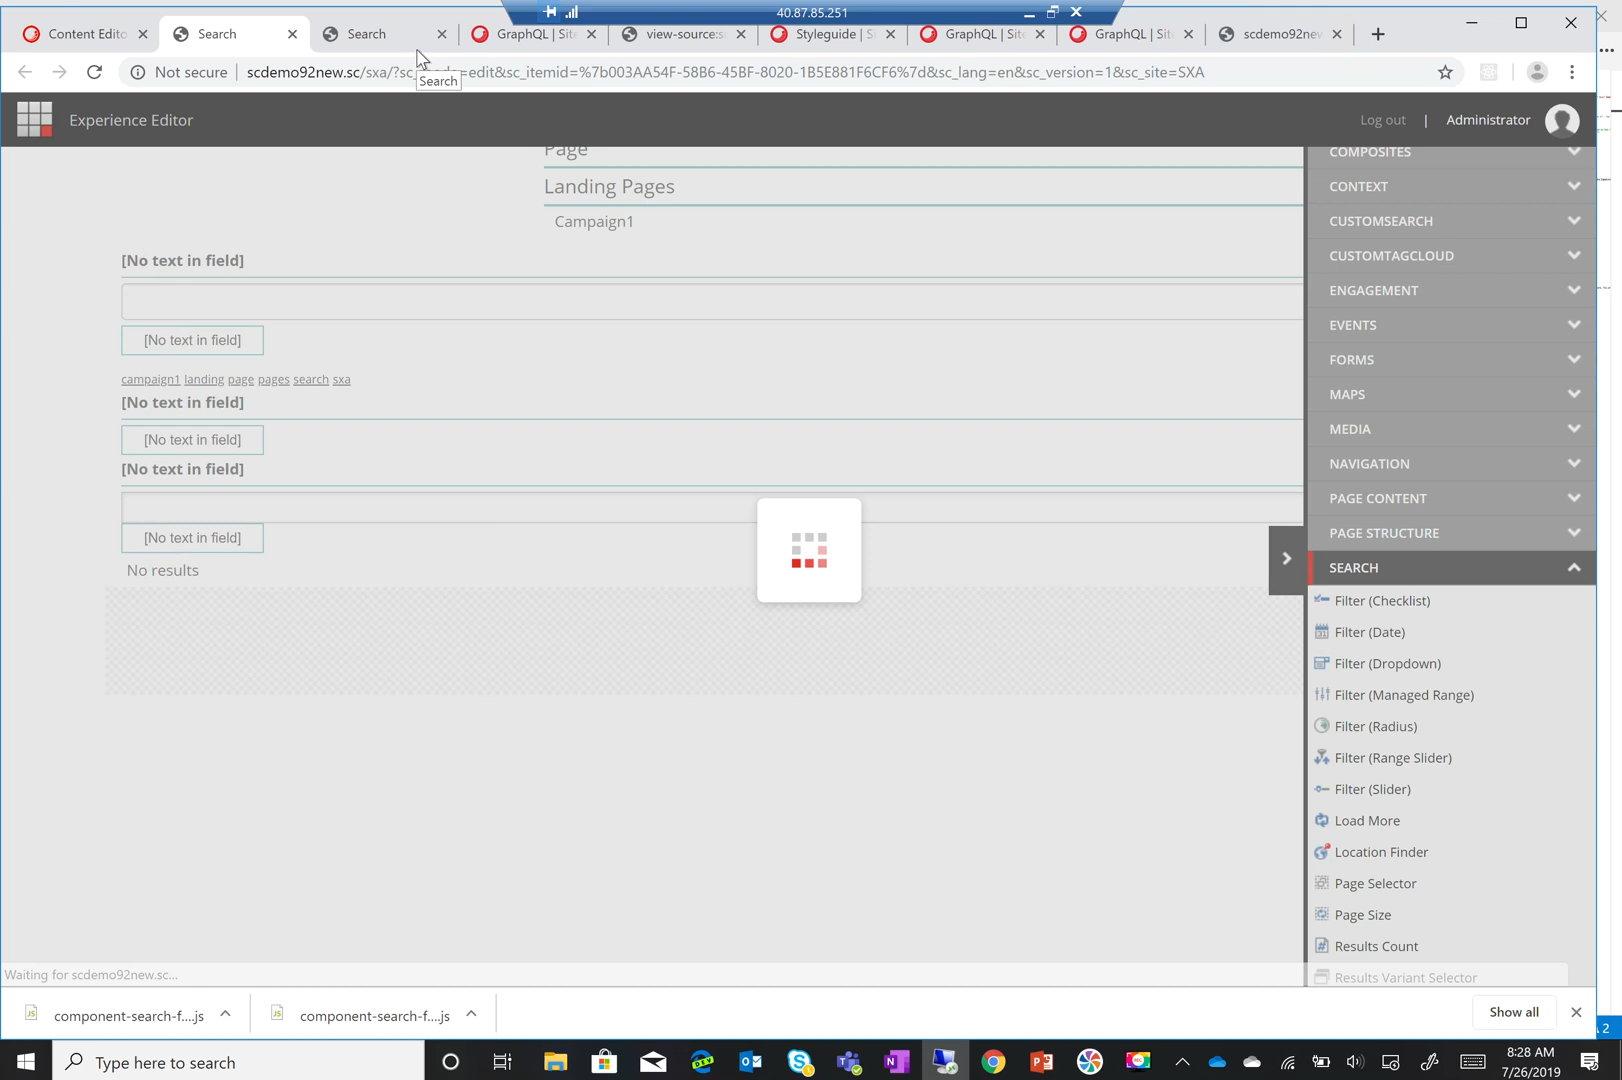 40.87.85.251
Content Edito
Search
Search
GraphQL | Site
view-source:s
Styleguide | S
GraphQL | Site
GraphQL | Site
scdemo92new
Not secure
scdemo92new.sc/sxa/?sc_
=edit&sc_itemid=%7b003AA54F-58B6-45BF-8020-1B5E881F6CF6%7d&sc_lang=en&sc_version=1&sc_site=SXA
Search
Experience Editor
Log out | Administrator
Page
Landing Pages
Campaign1
[No text in field]
[No text in field]
campaign1 landing page pages search sxa
[No text in field]
[No text in field]
[No text in field]
[No text in field]
No results
COMPOSITES
CONTEXT
CUSTOMSEARCH
CUSTOMTAGCLOUD
ENGAGEMENT
EVENTS
FORMS
MAPS
MEDIA
NAVIGATION
PAGE CONTENT
PAGE STRUCTURE
SEARCH
Filter (Checklist)
Filter (Date)
Filter (Dropdown)
Filter (Managed Range)
Filter (Radius)
Filter (Range Slider)
Filter (Slider)
Load More
Location Finder
Page Selector
Page Size
Results Count
Results Variant Selector
Waiting for scdemo92new.sc...
component-search-f....js
component-search-f....js
Show all
2
Type here to search
8:28 AM
7/26/2019